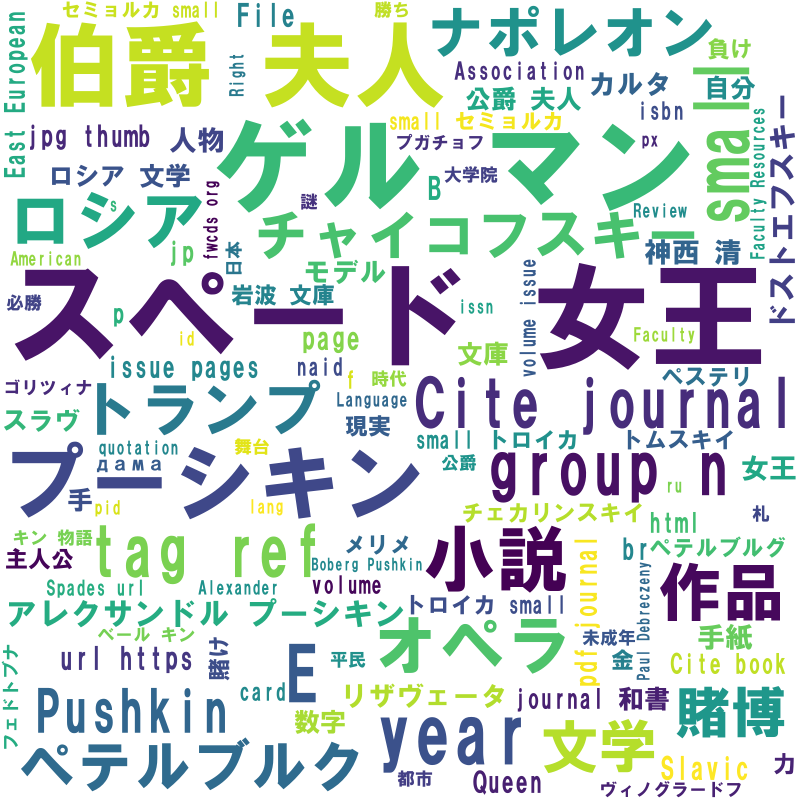 セミョルカ small
File
勝ち
ナポレオン
East European
伯爵 夫人
Right
Association
カルタ
負け
自分
公爵 夫人
isbn
small
jpg thumb
人物
small セミョルカ
プガチョフ
px
ドストエフスキー
Faculty Resources
ロシア 文学
ゲルマン
謎
B
大学院
Review
ロシア
s
fwcds org
チャイコフスキー
神西 清
American
jp
日本
モデル
必勝
スペード 女王
岩波 文庫
issn
volume issue
p
id
page
Faculty
issue pages
naid
文庫
ゴリツィナ
f
時代
ペステリ
スラヴ
トランプ
Language
現実
Cite journal
quotation
舞台
small トロイカ
トムスキイ
дама
プーシキン
公爵
group n
女王
手
pid
lang
ru
チェカリンスキイ
札
キン 物語
html
主人公
tag ref
メリメ
小説
br
ペテルブルグ
Boberg Pushkin
Spades url
Alexander
volume
作品
アレクサンドル プーシキン
トロイカ small
pdf journal
Paul Debreczeny
ベール キン
オペラ
未成年
手紙
url https
賭け
平民
金
Cite book
フェドトブナ
E
card
リザヴェータ
journal
和書
賭博
Pushkin
数字
year
文学
Slavic
ペテルブルク
都市
Queen
力
ヴィノグラードフ